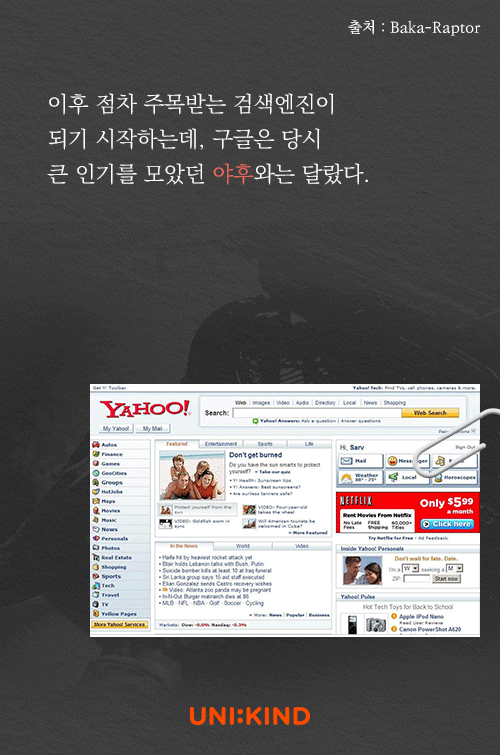 출처 : Baka-Raptor
이후 점차 주목받는 검색엔진이
되기 시작하는데, 구글은 당시
큰 인기를 모았던 야후와는 달랐다.
Get Y! Toolbar
Yahoo! Tech: Find TVs, cell phones, cameras & more.
YAHOO!
Web Images Video Audio Directory Local News Shopping
Search: Web Search
Yahoo! Answers: Ask a question | Answer questions
My Yahoo! My Mail
Autos
Finance
Games
GeoCities
Groups
HotJobs
Maps
Movies
Music
News
Personals
Photos
Real Estate
Shopping
Sports
Tech
Travel
TV
Yellow Pages
More Yahoo! Services
Featured Entertainment Sports Life
Don't get burned
Do you have the sun smarts to protect
yourself? » Take our quiz
• Y! Health: Sunscreen tips
• Y! Answers: Best sunscreens?
• Are sunless tanners safe?
Protect yourself from the
sun
VIDEO: Four-year-old
takes the wheel
VIDEO: Goldfish worn in
sync
Will American tourists be
welcomed in Cuba?
» More Featured
In the News World Video
• Haifa hit by heaviest rocket attack yet
• Blair holds Lebanon talks with Bush, Putin
• Suicide bomber kills at least 10 at Iraq funeral
• Sri Lanka group says 15 aid staff executed
• Elian Gonzalez sends Castro recovery wishes
• Video: Atlanta zoo panda may be pregnant
• In-N-Out Burger matriarch dies at 86
• MLB · NFL · NBA · Golf · Soccer · Cycling
» More: News | Popular | Business
Markets: Dow: -0.6% Nasdaq: -0.3%
Hi, Sarv
Sign Out
Mail
Weather
Local
Horoscopes
NETFLIX
Only $5.99
a month
Rent Movies From Netflix
No Late
Fees
FREE
Shipping
60,000+
Titles
Click here
Try Netflix for Free - Ad Feedback
Inside Yahoo! Personals
Don't wait for fate. Date.
I'm a W seeking a M
ZIP: Start now
Yahoo! Pulse
Hot Tech Toys for Back to School
1 Apple iPod Nano
Read User Reviews
2 Canon PowerShot A620
UNI:KIND